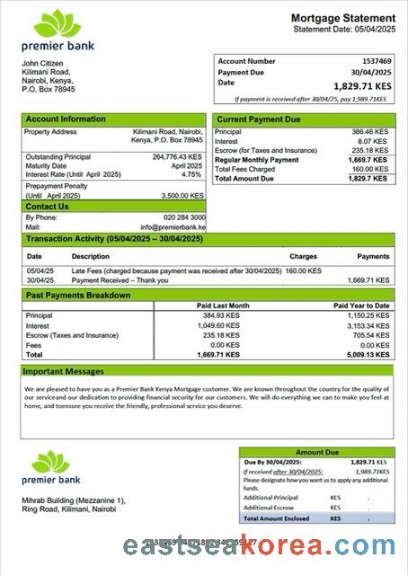 premier bank
Mortgage Statement
Statement Date: 05/04/2025
John Citizen
Kilimani Road,
Nairobi, Kenya,
P.O. Box 78945
Account Number 1537469
Payment Due 30/04/2025
Date 1,829.71 KES
If payment is received after 30/04/25, pay 1,989.71KES
Account Information
Property Address Kilimani Road, Nairobi,
Kenya, P.O. Box 78945
Outstanding Principal 264,776.43 KES
Maturity Date April 2025
Interest Rate (Until April 2025) 4.75%
Prepayment Penalty
(Until April 2025) 3,500.00 KES
Contact Us
By Phone: 020 284 3000
Mail: info@premierbank.ke
Current Payment Due
Principal 386.46 KES
Interest 8.07 KES
Escrow (for Taxes and Insurance) 235.18 KES
Regular Monthly Payment 1,669.7 KES
Total Fees Charged 160.00 KES
Total Amount Due 1,829.7 KES
Transaction Activity (05/04/2025 – 30/04/2025)
Date Description Charges Payments
05/04/25 Late Fees (charged because payment was received after 30/04/2025) 160.00 KES
30/04/25 Payment Received – Thank you 1,669.71 KES
Past Payments Breakdown
Paid Last Month Paid Year to Date
Principal 384.93 KES 1,150.25 KES
Interest 1,049.60 KES 3,153.34 KES
Escrow (Taxes and Insurance) 235.18 KES 705.54 KES
Fees 0.00 KES 0.00 KES
Total 1,669.71 KES 5,009.13 KES
Important Messages
We are pleased to have you as a Premier Bank Kenya Mortgage customer. We are known throughout the country for the quality of
our serviceand our dedication to providing financial security for our customers. We will do everything we can to make you feel at
home, and toensure you receive the friendly, professional service you deserve.
premier bank
Mihrab Building (Mezzanine 1),
Ring Road, Kilimani, Nairobi
Amount Due
Due By 30/04/2025: 1,829.71 KES
if received after 30/04/2025: 1,989.71KES
Please designate how you want us to apply any additional
funds.
Additional Principal KES .
Additional Escrow KES .
Total Amount Enclosed KES .
eastseakorea.com